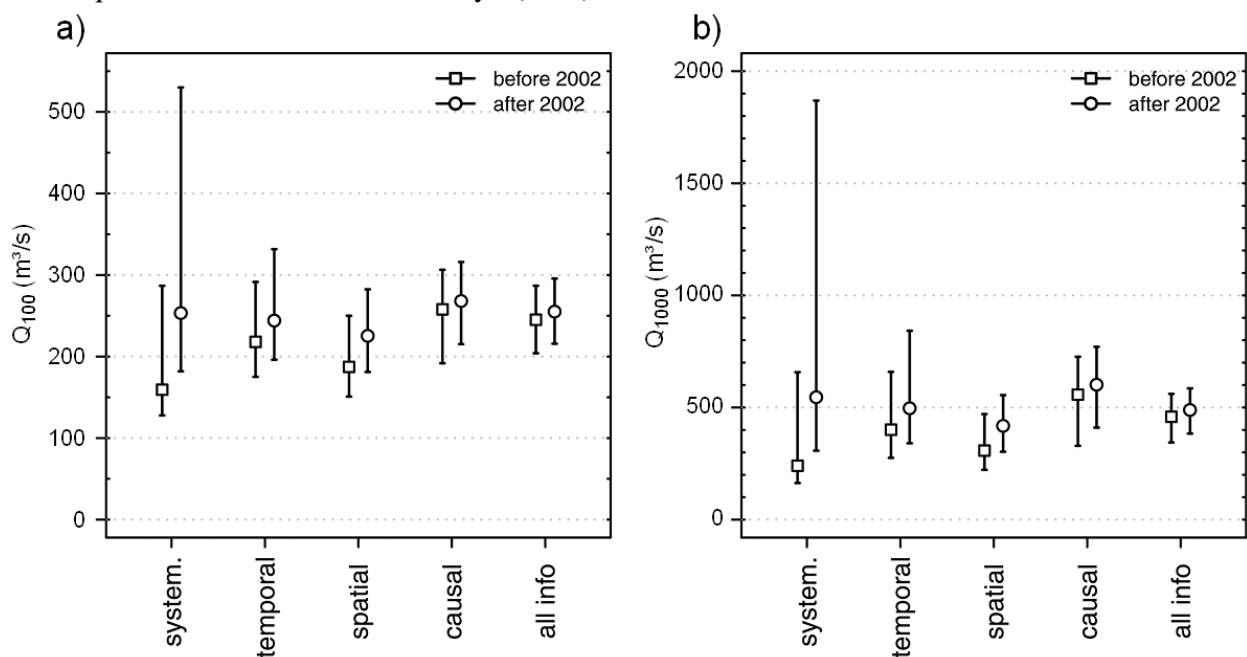 a)
Q100 (m³/s)
500
400
300
200
100
0
before 2002
after 2002
system.
temporal
spatial
causal
all info
b)
Q1000 (m³/s)
2000
1500
1000
500
0
before 2002
after 2002
system.
temporal
spatial
causal
all info